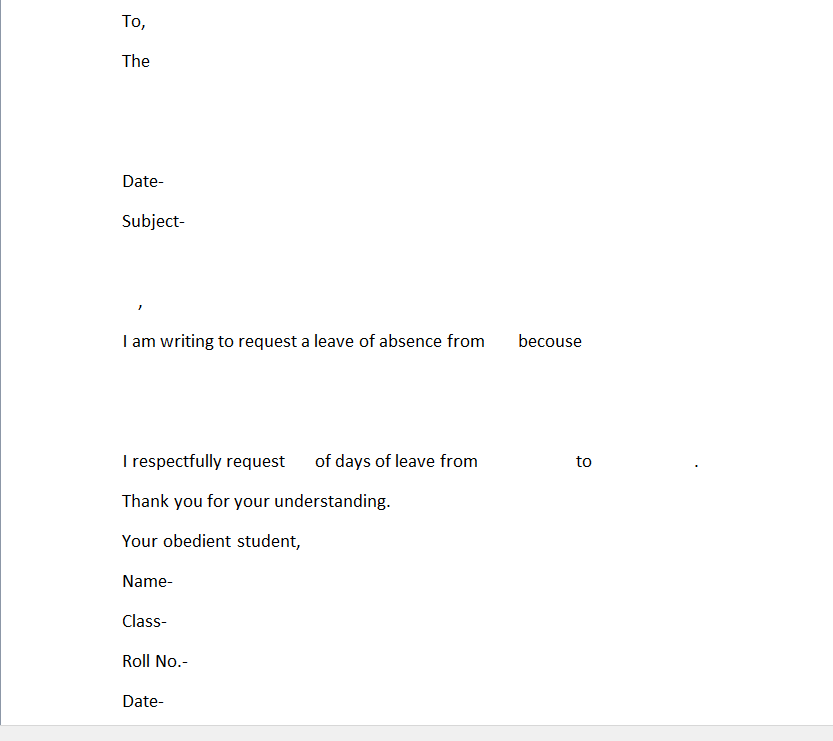 To,
The
Date-
Subject-
,
I am writing to request a leave of absence from becouse
I respectfully request of days of leave from to .
Thank you for your understanding.
Your obedient student,
Name-
Class-
Roll No.-
Date-